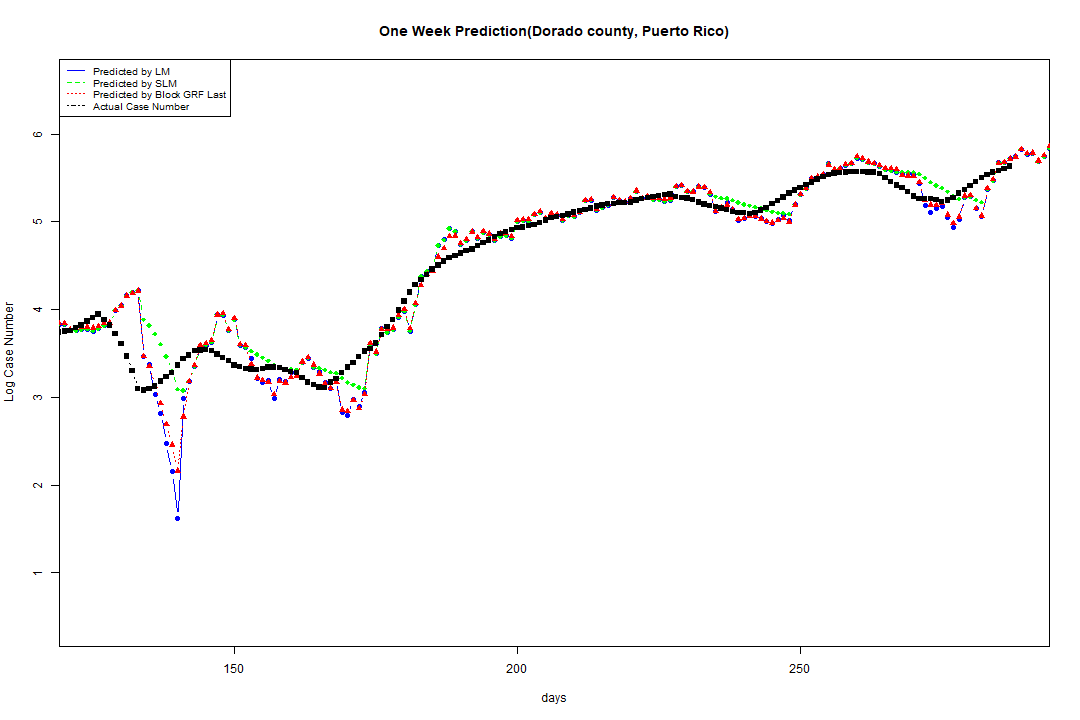 One Week Prediction(Dorado county, Puerto Rico)
Predicted by LM
Predicted by SLM
Predicted by Block GRF Last
Actual Case Number
6
5
4
3
2
1
Log Case Number
150 200 250
days